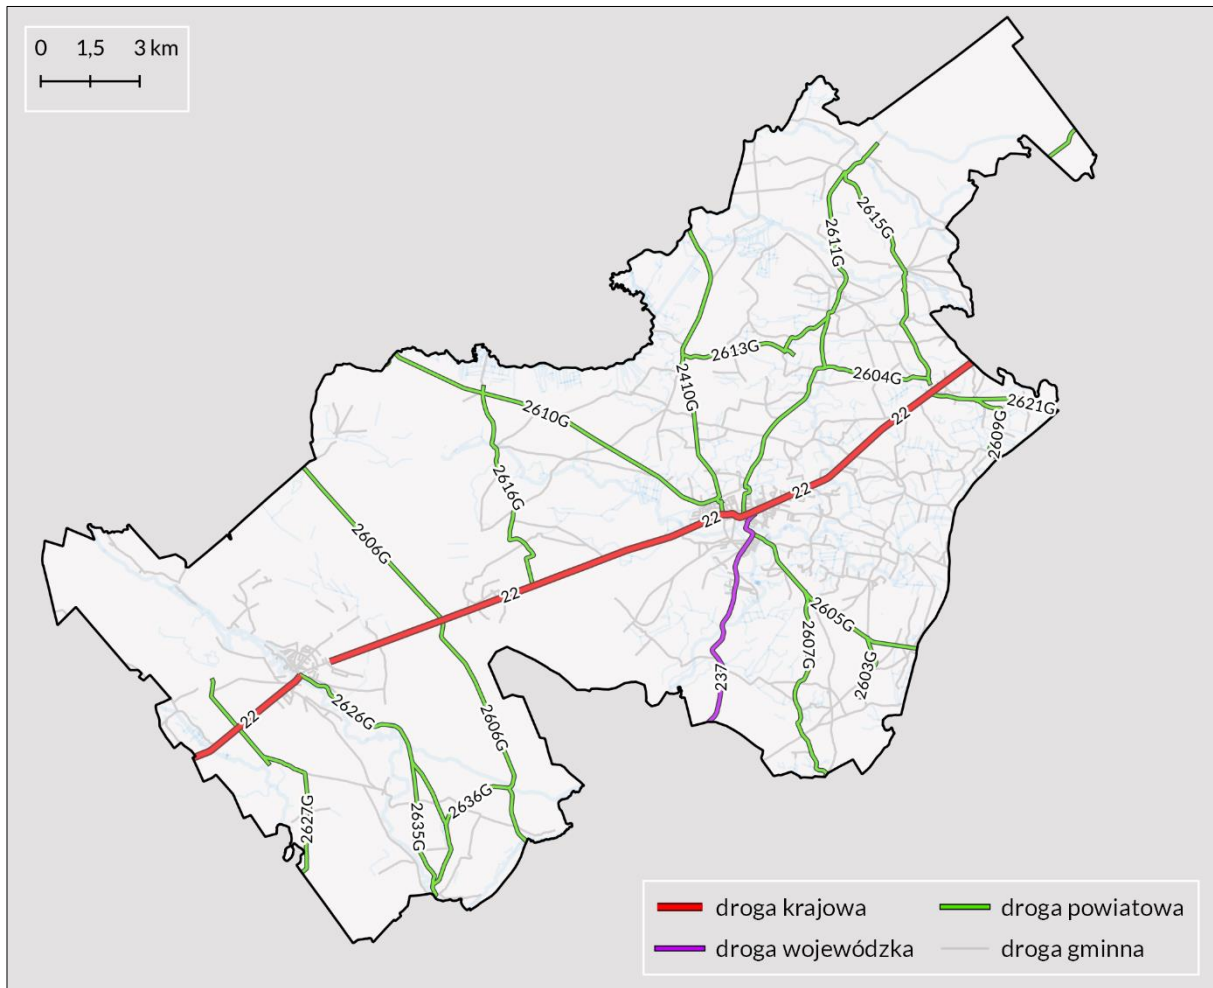 0 1,5 3 km
2615G
2611G
2613G
2604G
2410G
2621G
2609G
2610G
22
2616G
22
22
2606G
22
2605G
2607G
2603G
237
2626G
22
2606G
2636G
2635G
2627G
droga krajowa
droga powiatowa
droga wojewódzka
droga gminna